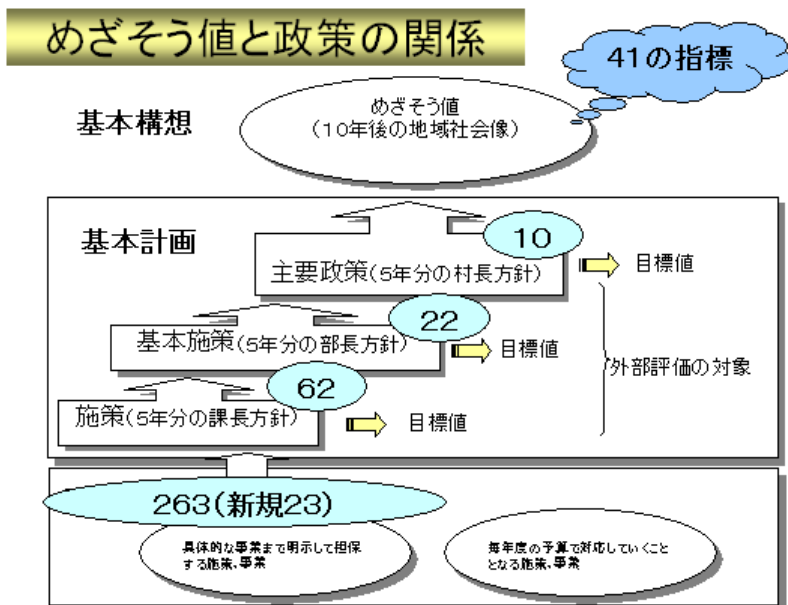 めざそう値と政策の関係
41の指標
基本構想
めざそう値
(10年後の地域社会像)
基本計画
10
主要政策(5年分の村長方針)
目標値
22
基本施策(5年分の部長方針)
目標値
外部評価の対象
62
施策(5年分の課長方針)
目標値
263(新規23)
具体的な事業まで明示して担保
する施策、事業
毎年度の予算で対応していくこと
となる施策、事業